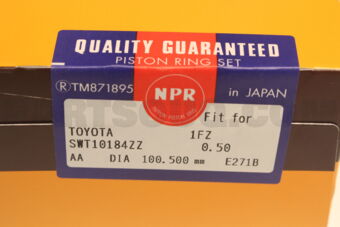 QUALITY GUARANTEED
PISTON RING SET
®TM871895
NPR
in JAPAN
Fit for
TOYOTA 1FZ
SWT10184ZZ 0.50
AA DIA 100.500 mm E271B